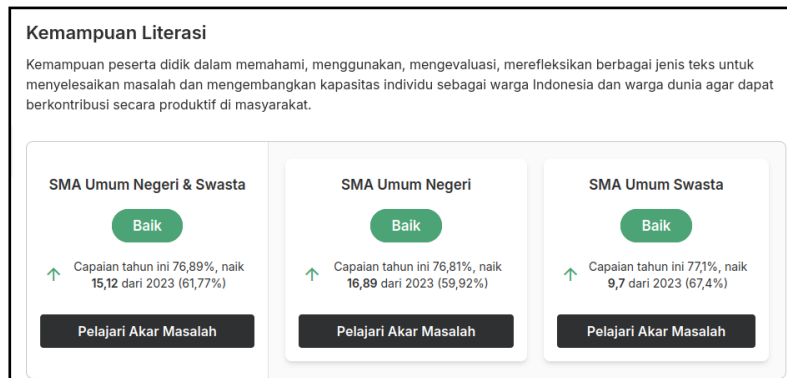 Kemampuan Literasi
Kemampuan peserta didik dalam memahami, menggunakan, mengevaluasi, merefleksikan berbagai jenis teks untuk
menyelesaikan masalah dan mengembangkan kapasitas individu sebagai warga Indonesia dan warga dunia agar dapat
berkontribusi secara produktif di masyarakat.
SMA Umum Negeri & Swasta
Baik
↑ Capaian tahun ini 76,89%, naik
15,12 dari 2023 (61,77%)
Pelajari Akar Masalah
SMA Umum Negeri
Baik
↑ Capaian tahun ini 76,81%, naik
16,89 dari 2023 (59,92%)
Pelajari Akar Masalah
SMA Umum Swasta
Baik
↑ Capaian tahun ini 77,1%, naik
9,7 dari 2023 (67,4%)
Pelajari Akar Masalah